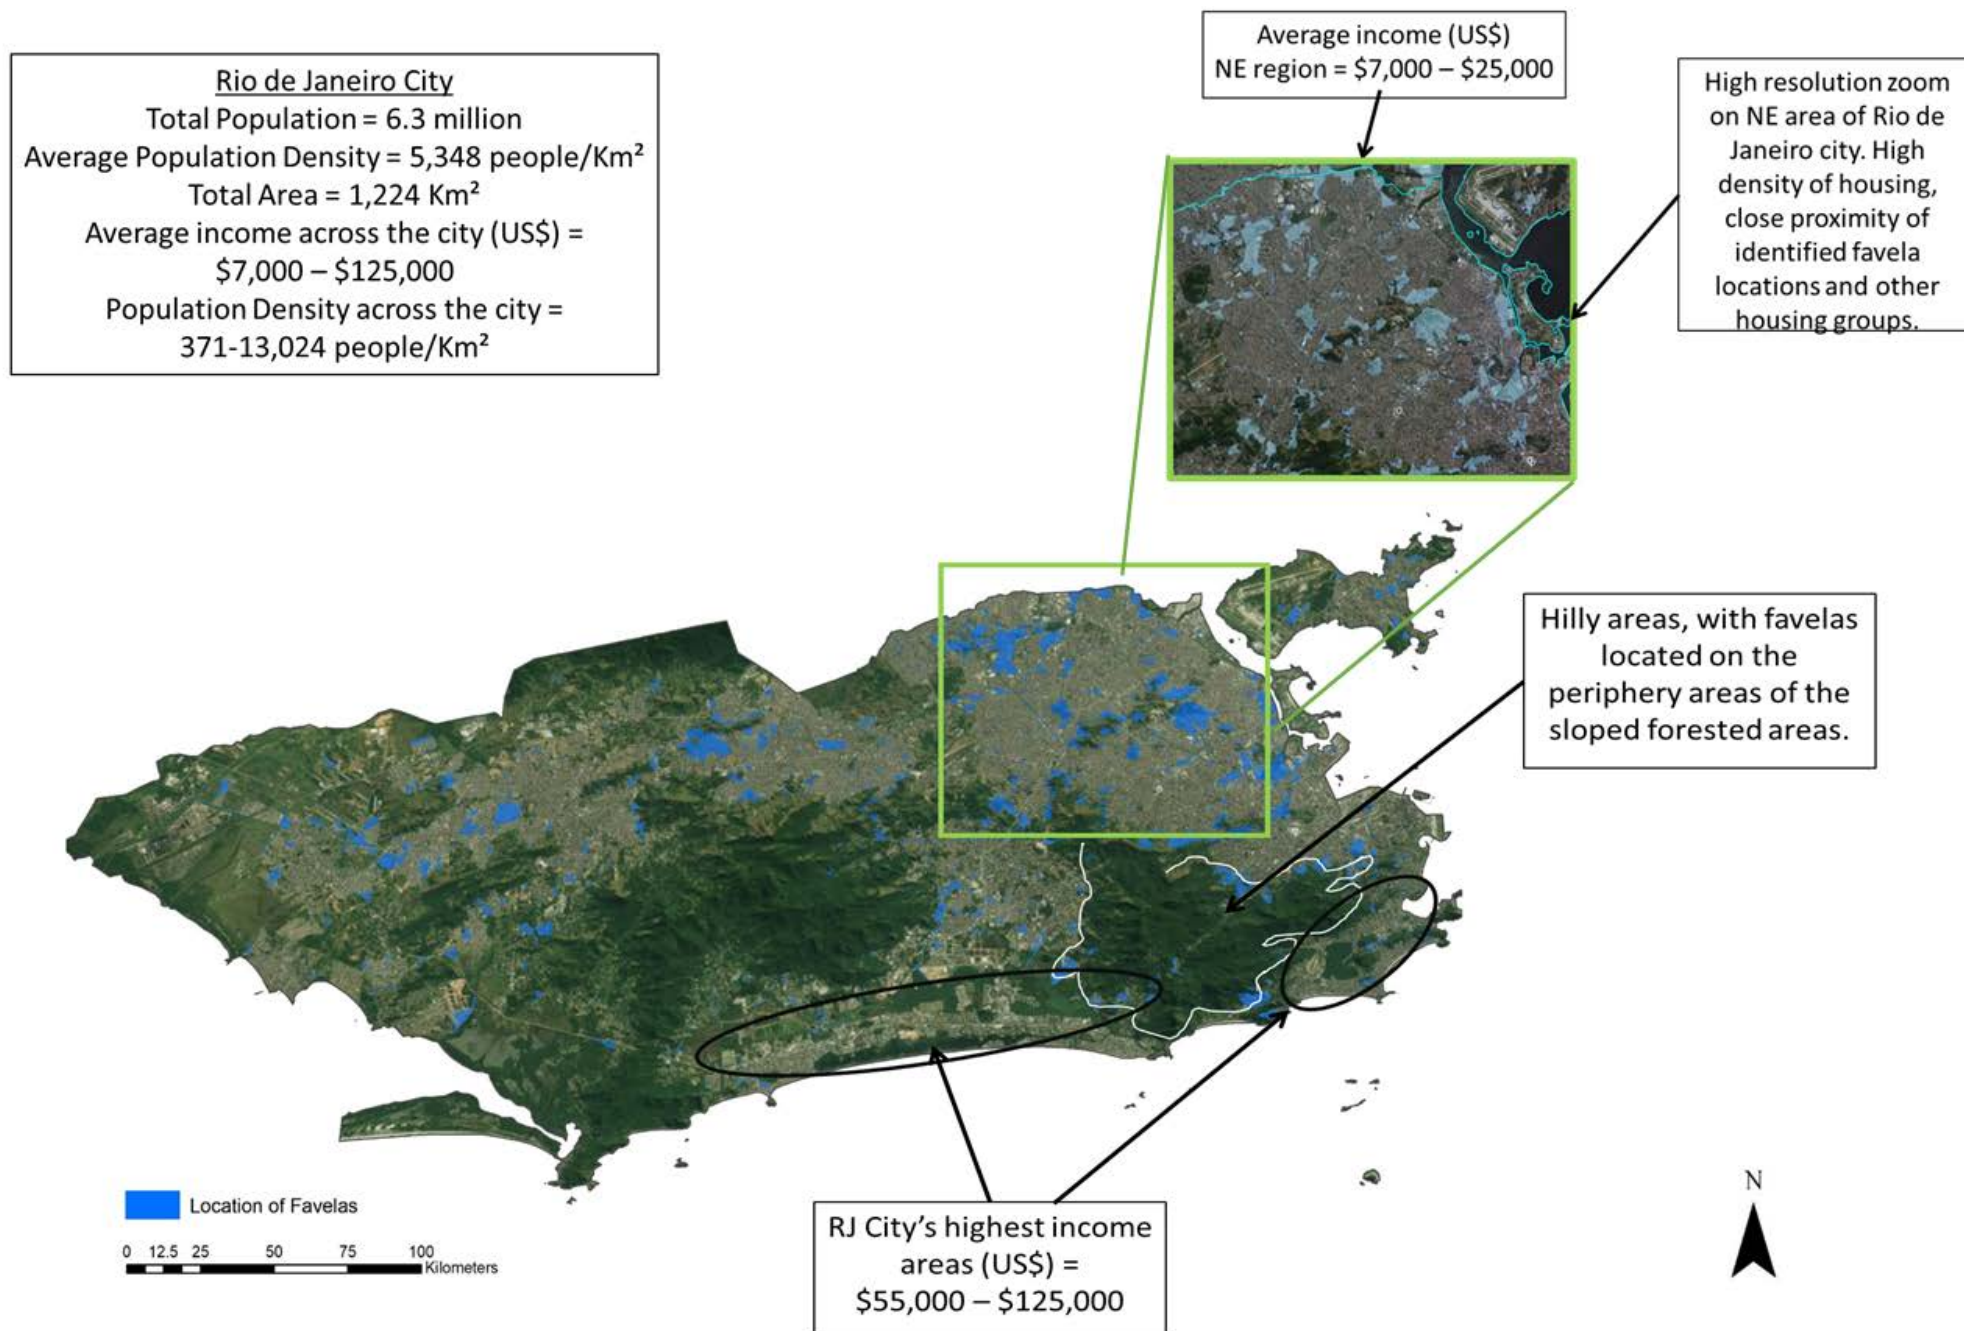 Rio de Janeiro City
Total Population = 6.3 million
Average Population Density = 5,348 people/Km²
Total Area = 1,224 Km²
Average income across the city (US$) =
$7,000 – $125,000
Population Density across the city =
371-13,024 people/Km²
Average income (US$)
NE region = $7,000 – $25,000
High resolution zoom
on NE area of Rio de
Janeiro city. High
density of housing,
close proximity of
identified favela
locations and other
housing groups.
Hilly areas, with favelas
located on the
periphery areas of the
sloped forested areas.
Location of Favelas
0 12.5 25 50 75 100
Kilometers
RJ City’s highest income
areas (US$) =
$55,000 – $125,000
N